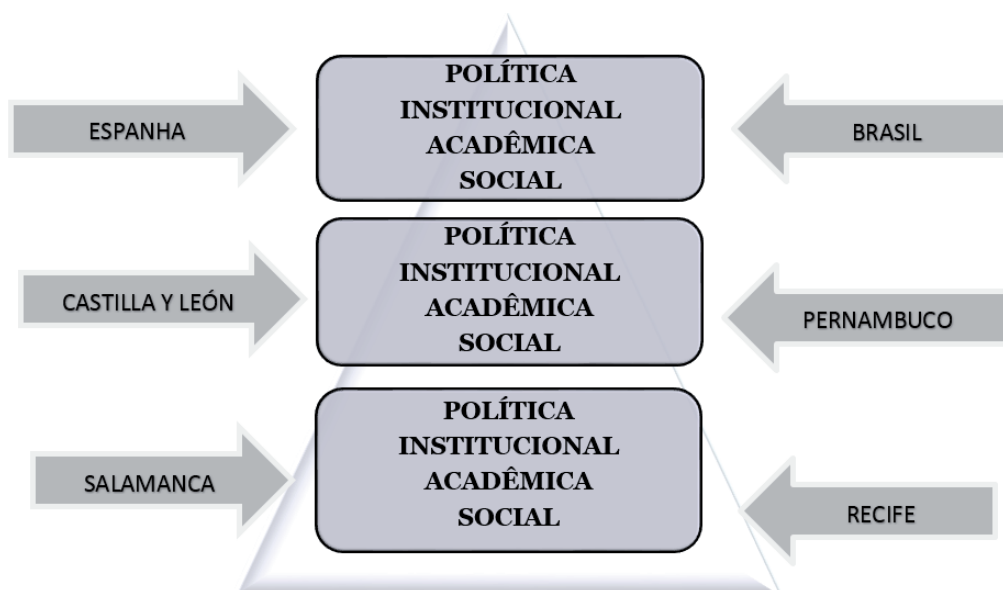 ESPANHA
POLÍTICA
INSTITUCIONAL
ACADÊMICA
SOCIAL
BRASIL
CASTILLA Y LEÓN
POLÍTICA
INSTITUCIONAL
ACADÊMICA
SOCIAL
PERNAMBUCO
SALAMANCA
POLÍTICA
INSTITUCIONAL
ACADÊMICA
SOCIAL
RECIFE